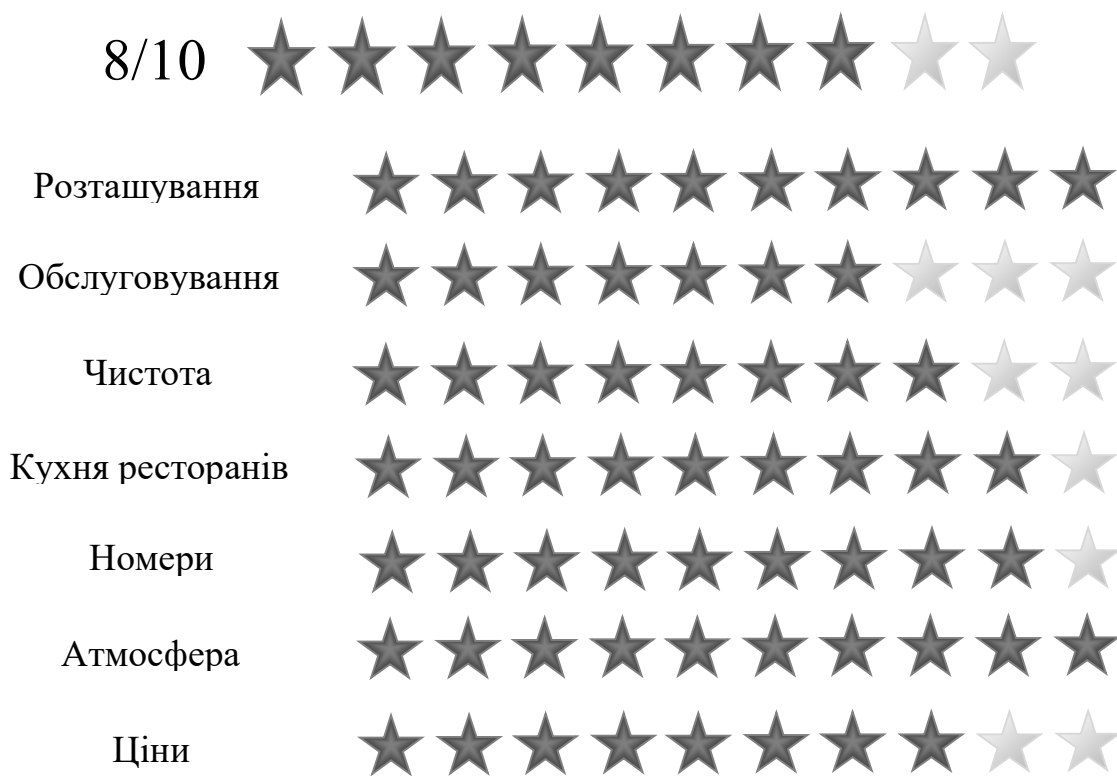 8/10
Розташування
Обслуговування
Чистота
Кухня ресторанів
Номери
Атмосфера
Ціни